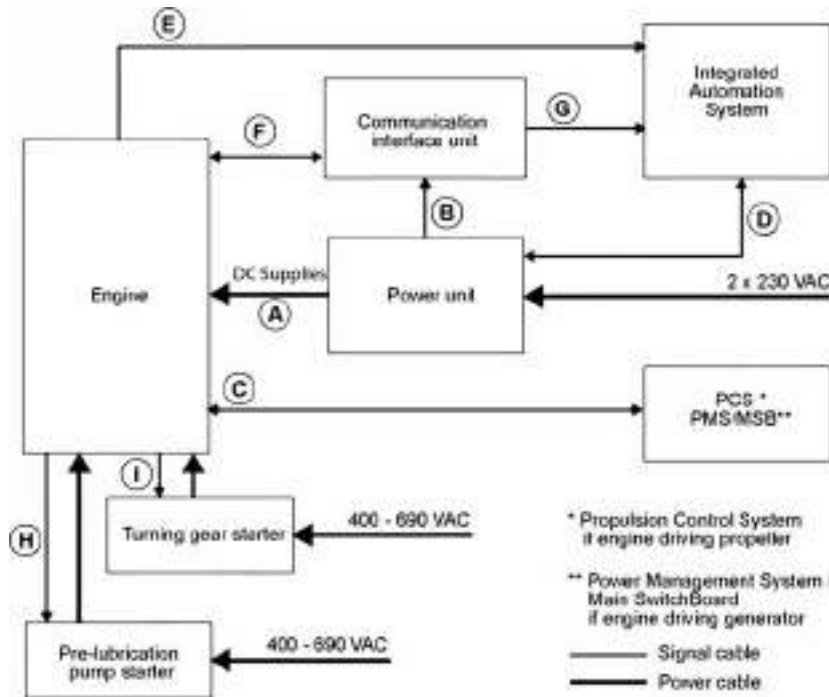 E
Integrated
Automation
System
Communication
interface unit
G
F
B
D
DC Supplies
Engine
Power unit
2 x 230 VAC
A
C
PCS *
PMS/MSB**
I
400 - 690 VAC
Turning gear starter
H
* Propulsion Control System
if engine driving propeller
** Power Management System /
Main SwitchBoard
if engine driving generator
Pre-lubrication
pump starter
400 - 690 VAC
Signal cable
Power cable